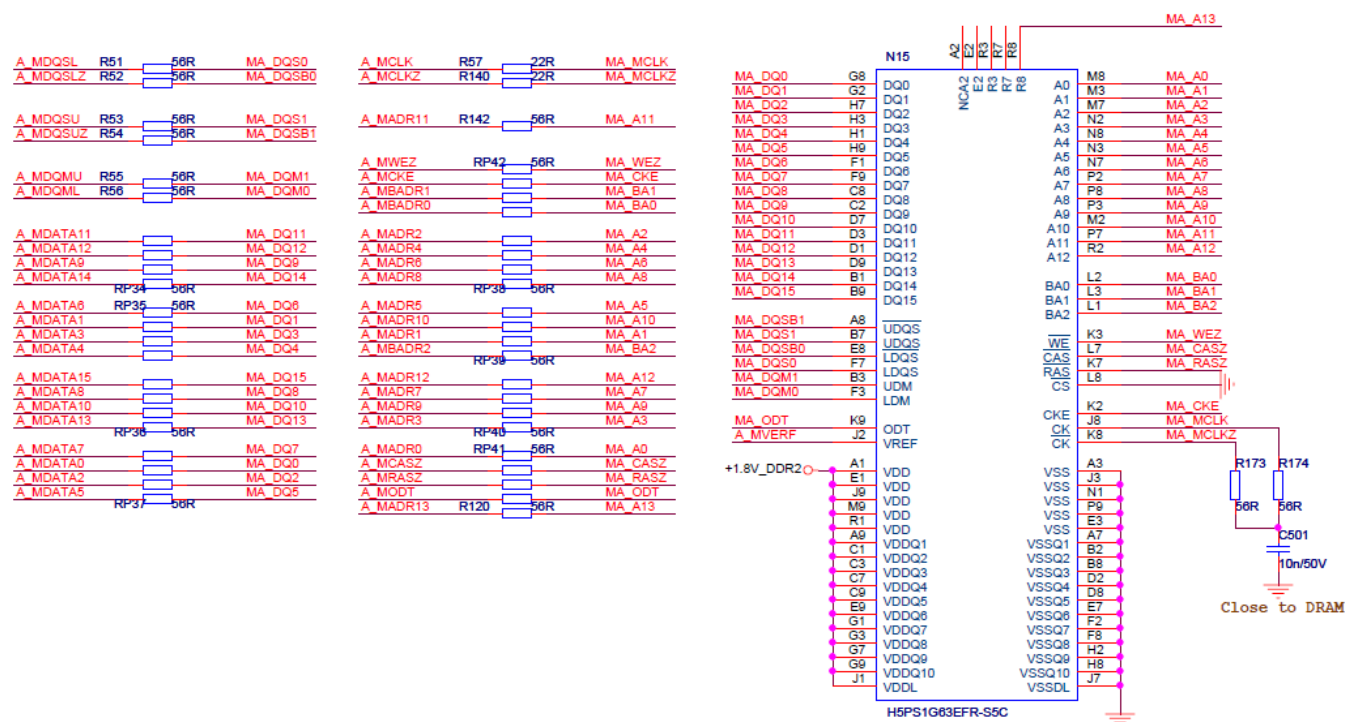 A_MDQSL R51 56R MA_DQS0
A_MDQSLZ R52 56R MA_DQSB0
A_MDQSU R53 56R MA_DQS1
A_MDQSUZ R54 56R MA_DQSB1
A_MDQMU R55 56R MA_DQM1
A_MDQML R56 56R MA_DQM0
A_MDATA11 MA_DQ11
A_MDATA12 MA_DQ12
A_MDATA9 MA_DQ9
A_MDATA14 MA_DQ14
RP34 56R
A_MDATA6 RP35 56R MA_DQ6
A_MDATA1 MA_DQ1
A_MDATA3 MA_DQ3
A_MDATA4 MA_DQ4
A_MDATA15 MA_DQ15
A_MDATA8 MA_DQ8
A_MDATA10 MA_DQ10
A_MDATA13 MA_DQ13
RP36 56R
A_MDATA7 MA_DQ7
A_MDATA0 MA_DQ0
A_MDATA2 MA_DQ2
A_MDATA5 MA_DQ5
RP37 56R
A_MCLK R57 22R MA_MCLK
A_MCLKZ R140 22R MA_MCLKZ
A_MADR11 R142 56R MA_A11
A_MWEZ RP42 56R MA_WEZ
A_MCKE MA_CKE
A_MBADR1 MA_BA1
A_MBADR0 MA_BA0
A_MADR2 MA_A2
A_MADR4 MA_A4
A_MADR6 MA_A6
A_MADR8 MA_A8
RP38 56R
A_MADR5 MA_A5
A_MADR10 MA_A10
A_MADR1 MA_A1
A_MBADR2 MA_BA2
RP39 56R
A_MADR12 MA_A12
A_MADR7 MA_A7
A_MADR9 MA_A9
A_MADR3 MA_A3
RP40 56R
A_MADR0 RP41 56R MA_A0
A_MCASZ MA_CASZ
A_MRASZ MA_RASZ
A_MODT MA_ODT
A_MADR13 R120 56R MA_A13
MA_A13
N15 A2 E2 R3 R7 R8
NCA2 E2 R3 R7 R8
MA_DQ0 G8 DQ0 A0 M8 MA_A0
MA_DQ1 G2 DQ1 A1 M3 MA_A1
MA_DQ2 H7 DQ2 A2 M7 MA_A2
MA_DQ3 H3 DQ3 A3 N2 MA_A3
MA_DQ4 H1 DQ4 A4 N8 MA_A4
MA_DQ5 H9 DQ5 A5 N3 MA_A5
MA_DQ6 F1 DQ6 A6 N7 MA_A6
MA_DQ7 F9 DQ7 A7 P2 MA_A7
MA_DQ8 C8 DQ8 A8 P8 MA_A8
MA_DQ9 C2 DQ9 A9 P3 MA_A9
MA_DQ10 D7 DQ10 A10 M2 MA_A10
MA_DQ11 D3 DQ11 A11 P7 MA_A11
MA_DQ12 D1 DQ12 A12 R2 MA_A12
MA_DQ13 D9 DQ13
MA_DQ14 B1 DQ14 BA0 L2 MA_BA0
MA_DQ15 B9 DQ15 BA1 L3 MA_BA1
BA2 L1 MA_BA2
MA_DQSB1 A8 UDQS
MA_DQS1 B7 UDQS WE K3 MA_WEZ
MA_DQSB0 E8 LDQS CAS L7 MA_CASZ
MA_DQS0 F7 LDQS RAS K7 MA_RASZ
MA_DQM1 B3 UDM CS L8
MA_DQM0 F3 LDM
CKE K2 MA_CKE
MA_ODT K9 ODT CK J8 MA_MCLK
A_MVERF J2 VREF CK K8 MA_MCLKZ
+1.8V_DDR2 A1 VDD VSS A3
E1 VDD VSS J3
J9 VDD VSS N1
M9 VDD VSS P9
R1 VDD VSS E3
A9 VDDQ1 VSSQ1 A7
C1 VDDQ2 VSSQ2 B2
C3 VDDQ3 VSSQ3 B8
C7 VDDQ4 VSSQ4 D2
C9 VDDQ5 VSSQ5 D8
E9 VDDQ6 VSSQ6 E7
G1 VDDQ7 VSSQ7 F2
G3 VDDQ8 VSSQ8 F8
G7 VDDQ9 VSSQ9 H2
G9 VDDQ10 VSSQ10 H8
J1 VDDL VSSDL J7
H5PS1G63EFR-S5C
R173 R174
56R 56R
C501
10n/50V
Close to DRAM